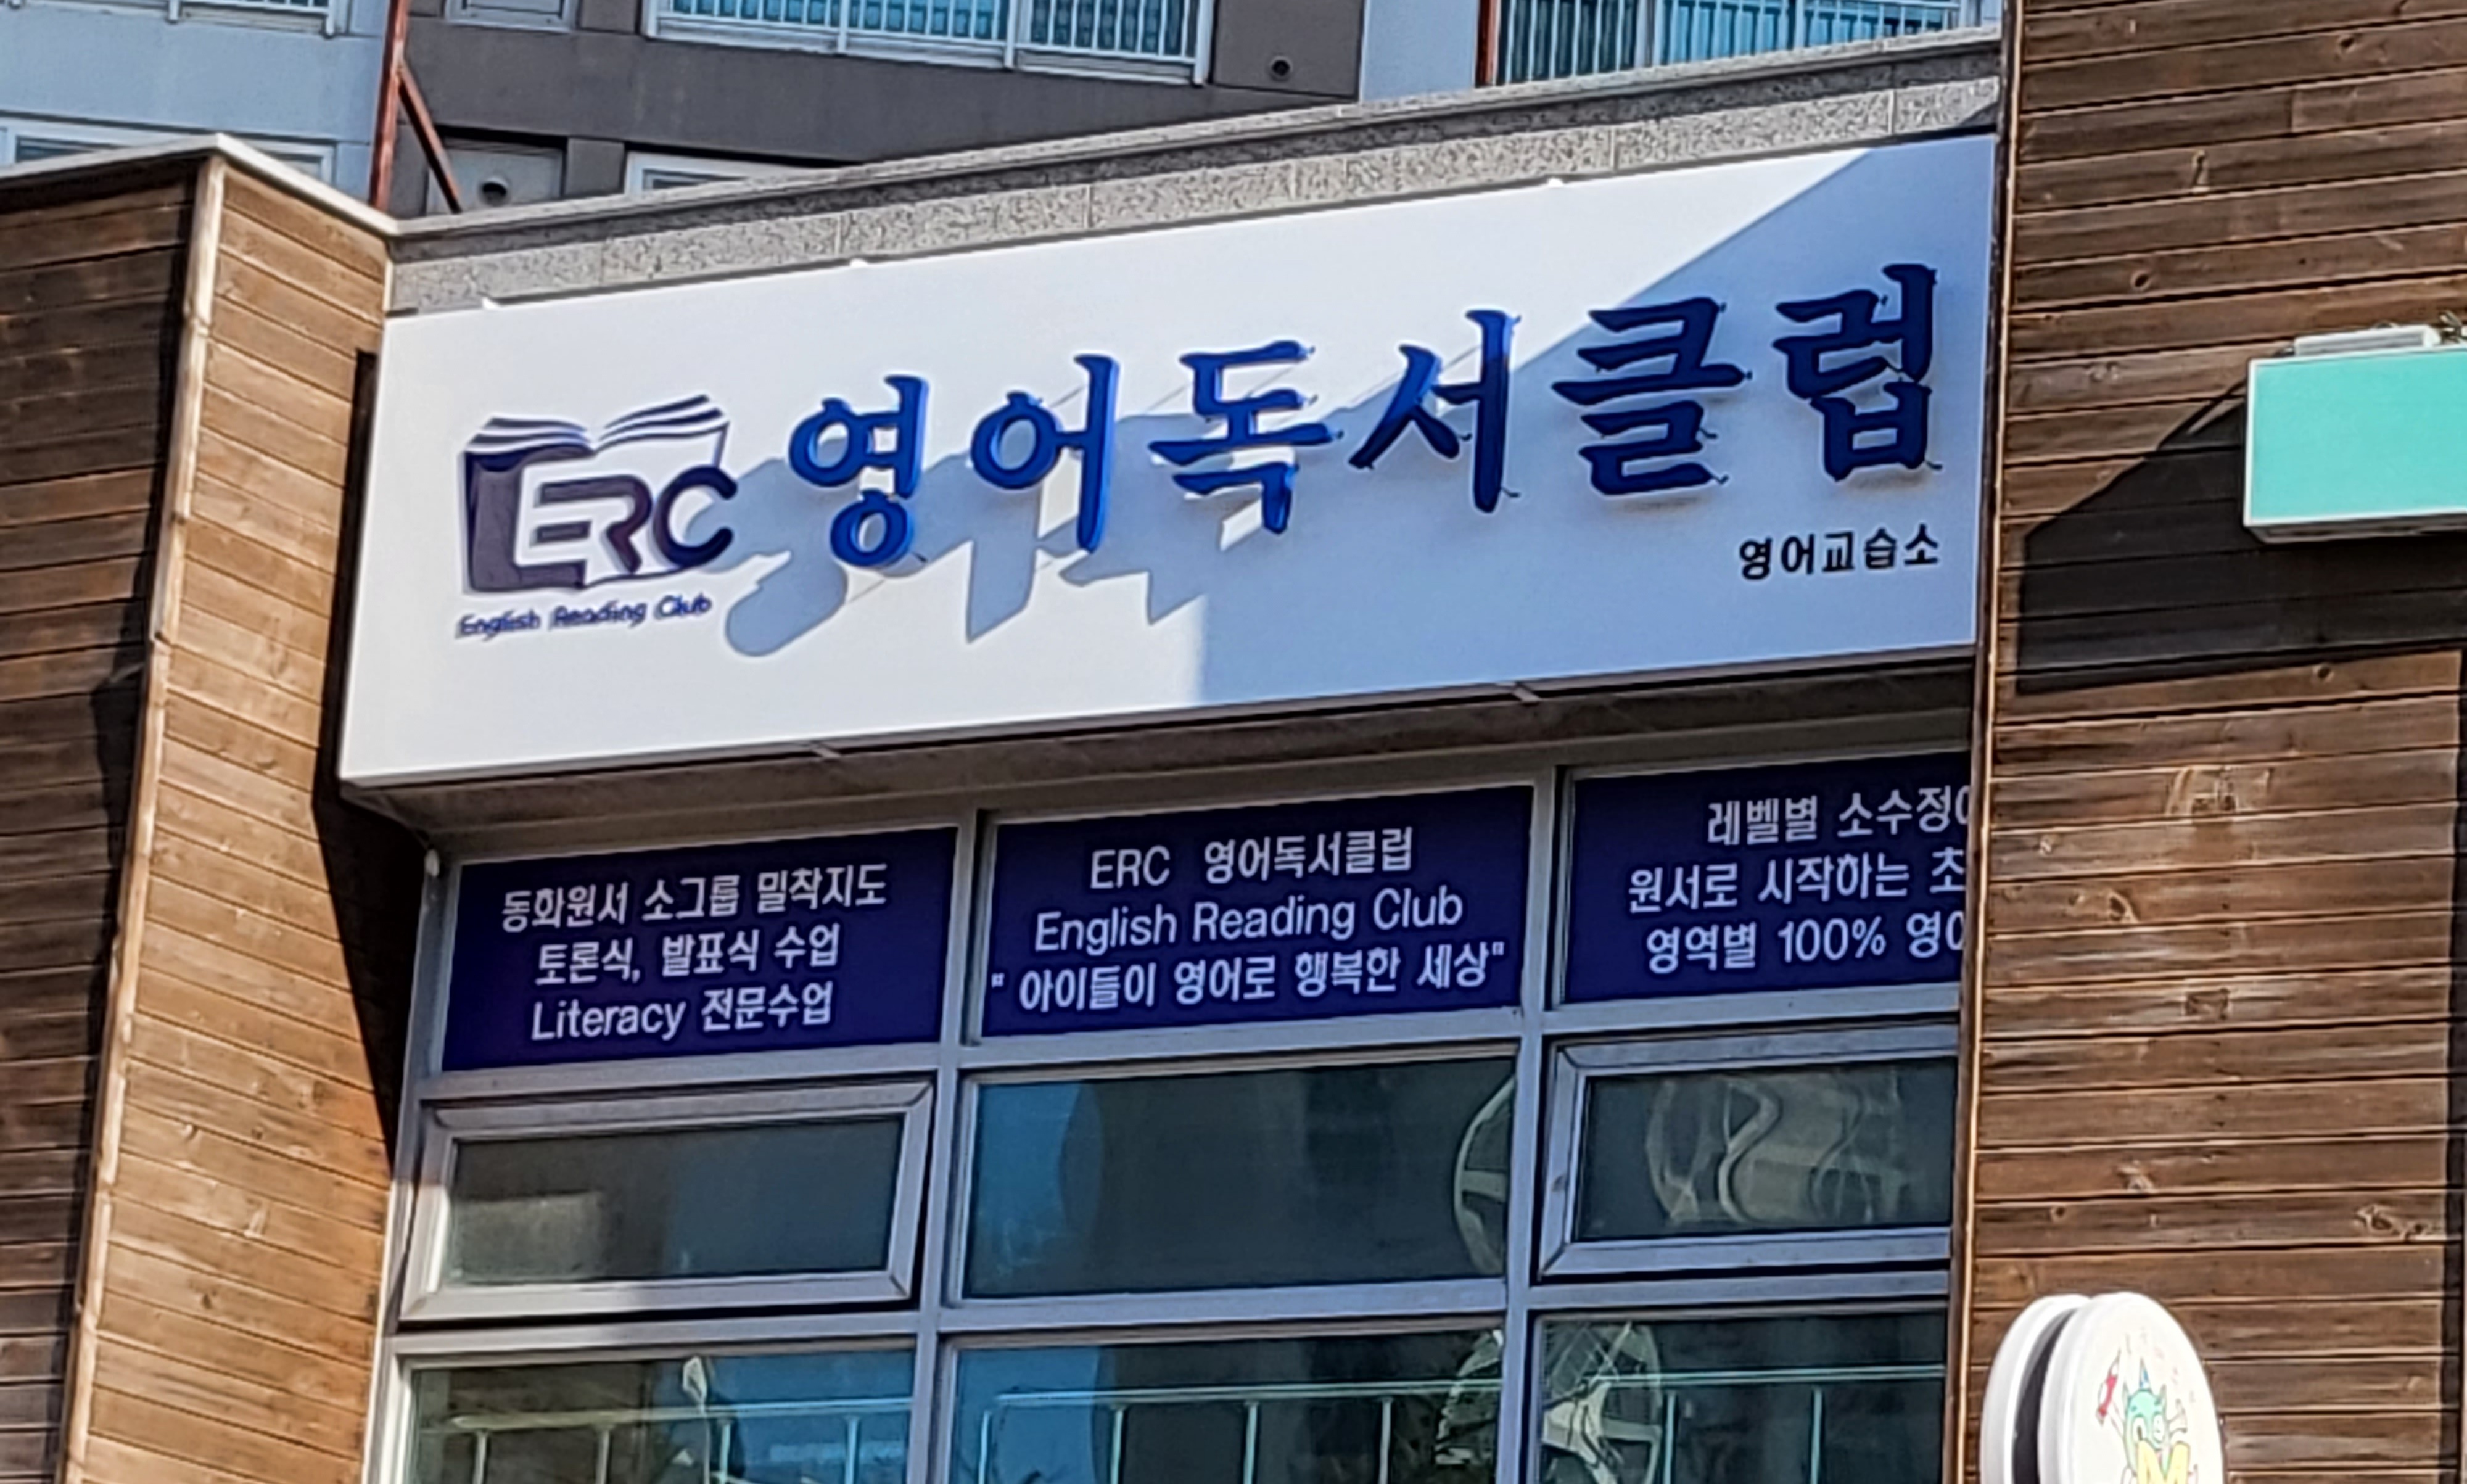 ERC
English Reading Club
영어독서클럽
영어교습소
동화원서 소그룹 밀착지도
토론식, 발표식 수업
Literacy 전문수업
ERC 영어독서클럽
English Reading Club
" 아이들이 영어로 행복한 세상"
레벨별 소수정
원서로 시작하는 초
영역별 100% 영어
M